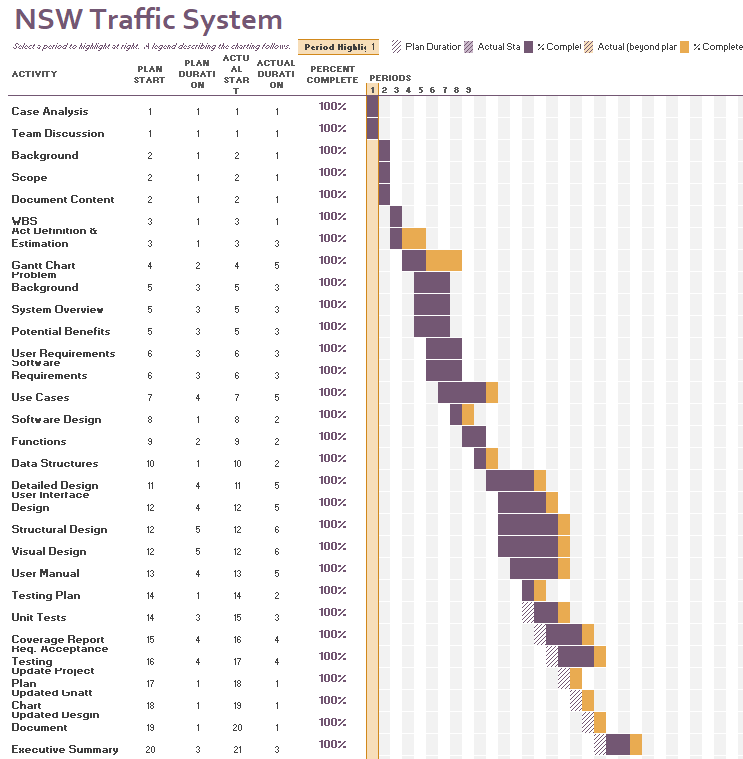 NSW Traffic System
Select a period to highlight at right. A legend describing the charting follows.
Period Highlig 1
Plan Duration
Actual Sta
% Complet
Actual (beyond plan
% Complete
ACTIVITY PLAN START PLAN DURATI ON ACTU AL STAR T ACTUAL DURATI ON PERCENT COMPLETE PERIODS
1 2 3 4 5 6 7 8 9
Case Analysis 1 1 1 1 100%
Team Discussion 1 1 1 1 100%
Background 2 1 2 1 100%
Scope 2 1 2 1 100%
Document Content 2 1 2 1 100%
WBS 3 1 3 1 100%
Act Definition &
Estimation 3 1 3 3 100%
Gantt Chart 4 2 4 5 100%
Problem
Background 5 3 5 3 100%
System Overview 5 3 5 3 100%
Potential Benefits 5 3 5 3 100%
User Requirements 6 3 6 3 100%
Software
Requirements 6 3 6 3 100%
Use Cases 7 4 7 5 100%
Software Design 8 1 8 2 100%
Functions 9 2 9 2 100%
Data Structures 10 1 10 2 100%
Detailed Design 11 4 11 5 100%
User Interface
Design 12 4 12 5 100%
Structural Design 12 5 12 6 100%
Visual Design 12 5 12 6 100%
User Manual 13 4 13 5 100%
Testing Plan 14 1 14 2 100%
Unit Tests 14 3 15 3 100%
Coverage Report 15 4 16 4 100%
Req. Acceptance
Testing 16 4 17 4 100%
Update Project
Plan 17 1 18 1 100%
Updated Gnatt
Chart 18 1 19 1 100%
Updated Desgin
Document 19 1 20 1 100%
Executive Summary 20 3 21 3 100%